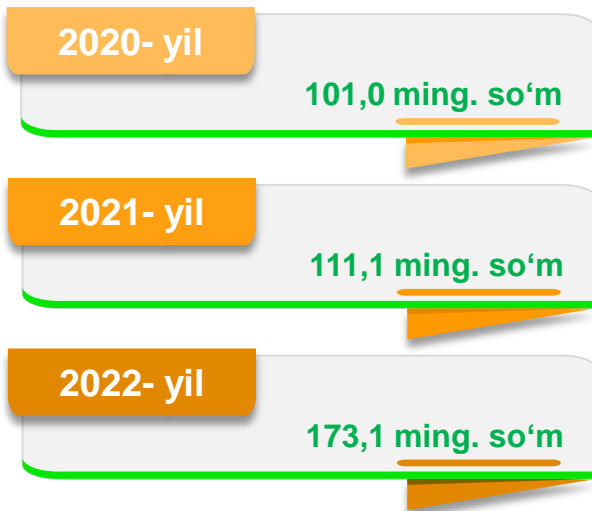 2020- yil
101,0 ming. so‘m
2021- yil
111,1 ming. so‘m
2022- yil
173,1 ming. so‘m